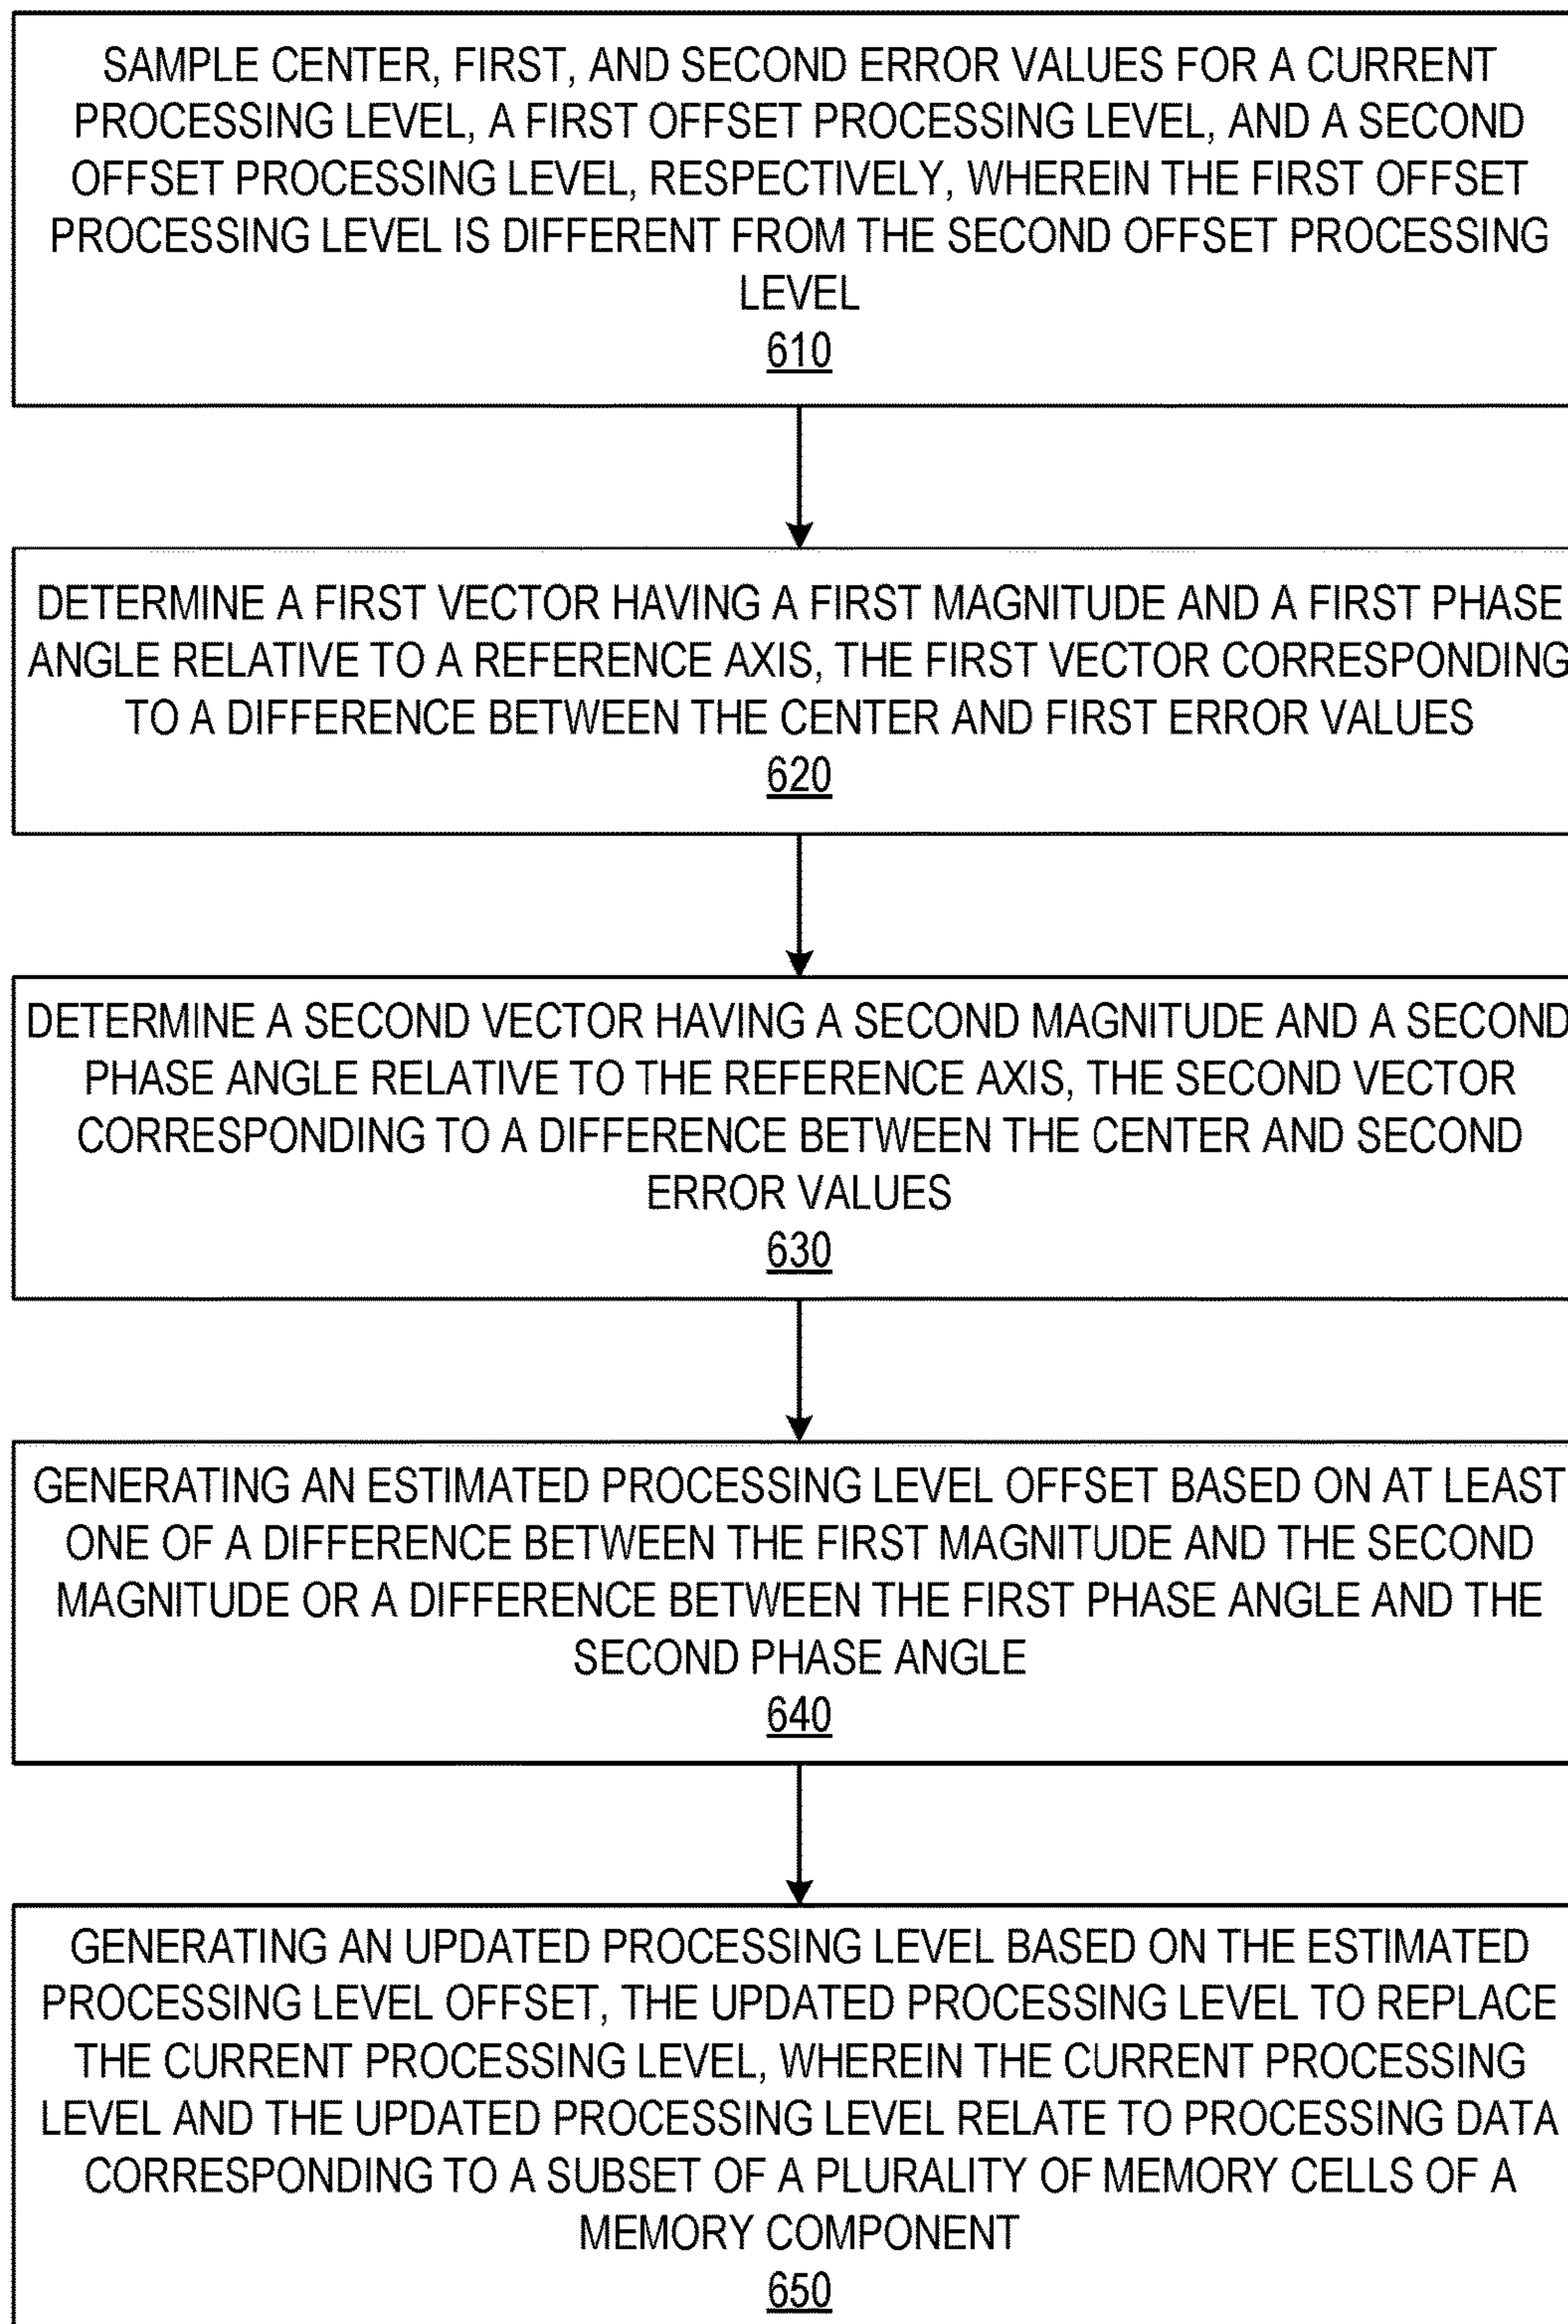 SAMPLE CENTER, FIRST, AND SECOND ERROR VALUES FOR A CURRENT
PROCESSING LEVEL, A FIRST OFFSET PROCESSING LEVEL, AND A SECOND
OFFSET PROCESSING LEVEL, RESPECTIVELY, WHEREIN THE FIRST OFFSET
PROCESSING LEVEL IS DIFFERENT FROM THE SECOND OFFSET PROCESSING
LEVEL
610
DETERMINE A FIRST VECTOR HAVING A FIRST MAGNITUDE AND A FIRST PHASE
ANGLE RELATIVE TO A REFERENCE AXIS, THE FIRST VECTOR CORRESPONDING
TO A DIFFERENCE BETWEEN THE CENTER AND FIRST ERROR VALUES
620
DETERMINE A SECOND VECTOR HAVING A SECOND MAGNITUDE AND A SECOND
PHASE ANGLE RELATIVE TO THE REFERENCE AXIS, THE SECOND VECTOR
CORRESPONDING TO A DIFFERENCE BETWEEN THE CENTER AND SECOND
ERROR VALUES
630
GENERATING AN ESTIMATED PROCESSING LEVEL OFFSET BASED ON AT LEAST
ONE OF A DIFFERENCE BETWEEN THE FIRST MAGNITUDE AND THE SECOND
MAGNITUDE OR A DIFFERENCE BETWEEN THE FIRST PHASE ANGLE AND THE
SECOND PHASE ANGLE
640
GENERATING AN UPDATED PROCESSING LEVEL BASED ON THE ESTIMATED
PROCESSING LEVEL OFFSET, THE UPDATED PROCESSING LEVEL TO REPLACE
THE CURRENT PROCESSING LEVEL, WHEREIN THE CURRENT PROCESSING
LEVEL AND THE UPDATED PROCESSING LEVEL RELATE TO PROCESSING DATA
CORRESPONDING TO A SUBSET OF A PLURALITY OF MEMORY CELLS OF A
MEMORY COMPONENT
650